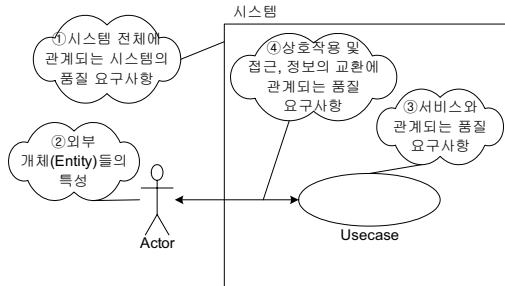 시스템
①시스템 전체에
관계되는 시스템의
품질 요구사항
④상호작용 및
접근, 정보의 교환에
관계되는 품질
요구사항
③서비스와
관계되는 품질
요구사항
②외부
개체(Entity)들의
특성
Actor
Usecase